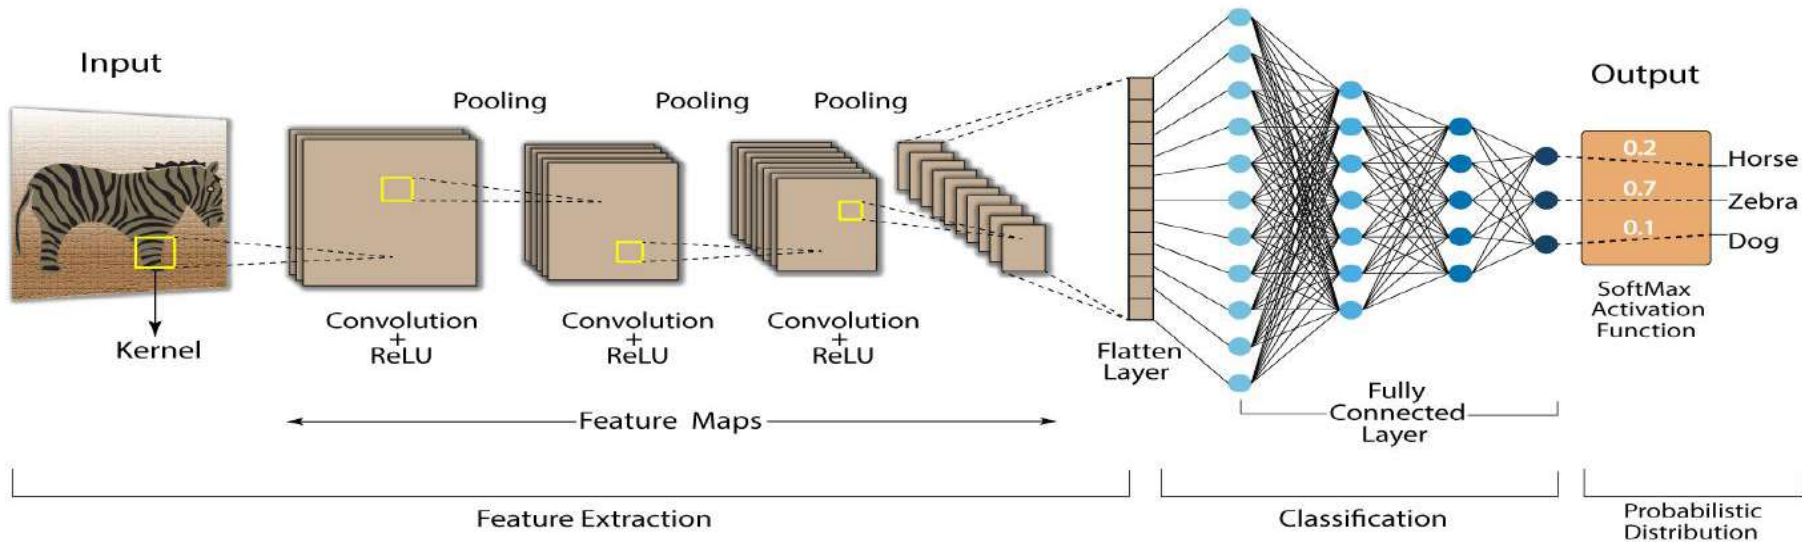 Input
Kernel
Pooling
Pooling
Pooling
Convolution
+
ReLU
Convolution
+
ReLU
Convolution
+
ReLU
Feature Maps
Flatten
Layer
Fully
Connected
Layer
Output
0.2
Horse
0.7
Zebra
0.1
Dog
SoftMax
Activation
Function
Feature Extraction
Classification
Probabilistic
Distribution